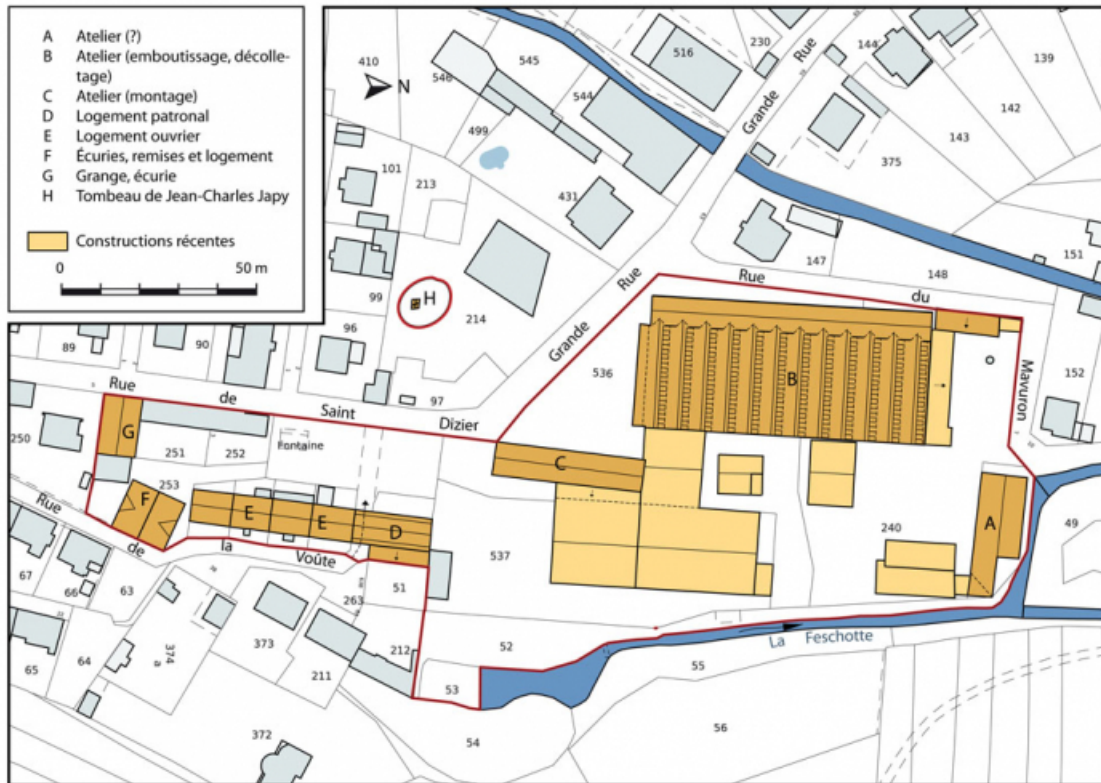 A Atelier (?)
B Atelier (emboutissage, décolle-
tage)
C Atelier (montage)
D Logement patronal
E Logement ouvrier
F Écuries, remises et logement
G Grange, écurie
H Tombeau de Jean-Charles Japy
Constructions récentes
0 50 m
410
N
546
545
544
516
230
Grande Rue
144
139
142
143
375
499
101
213
431
147
148
151
H
99
214
Rue du Mavuron
96
Grande Rue
536
B
152
89
90
97
Rue de Saint Dizier
250
G
251
252
Fontaine
C
253
F
E
E
D
537
240
A
49
Rue de la Voûte
67
66
63
51
263
La Feschotte
374
a
373
65
64
211
212
52
53
55
54
56
372